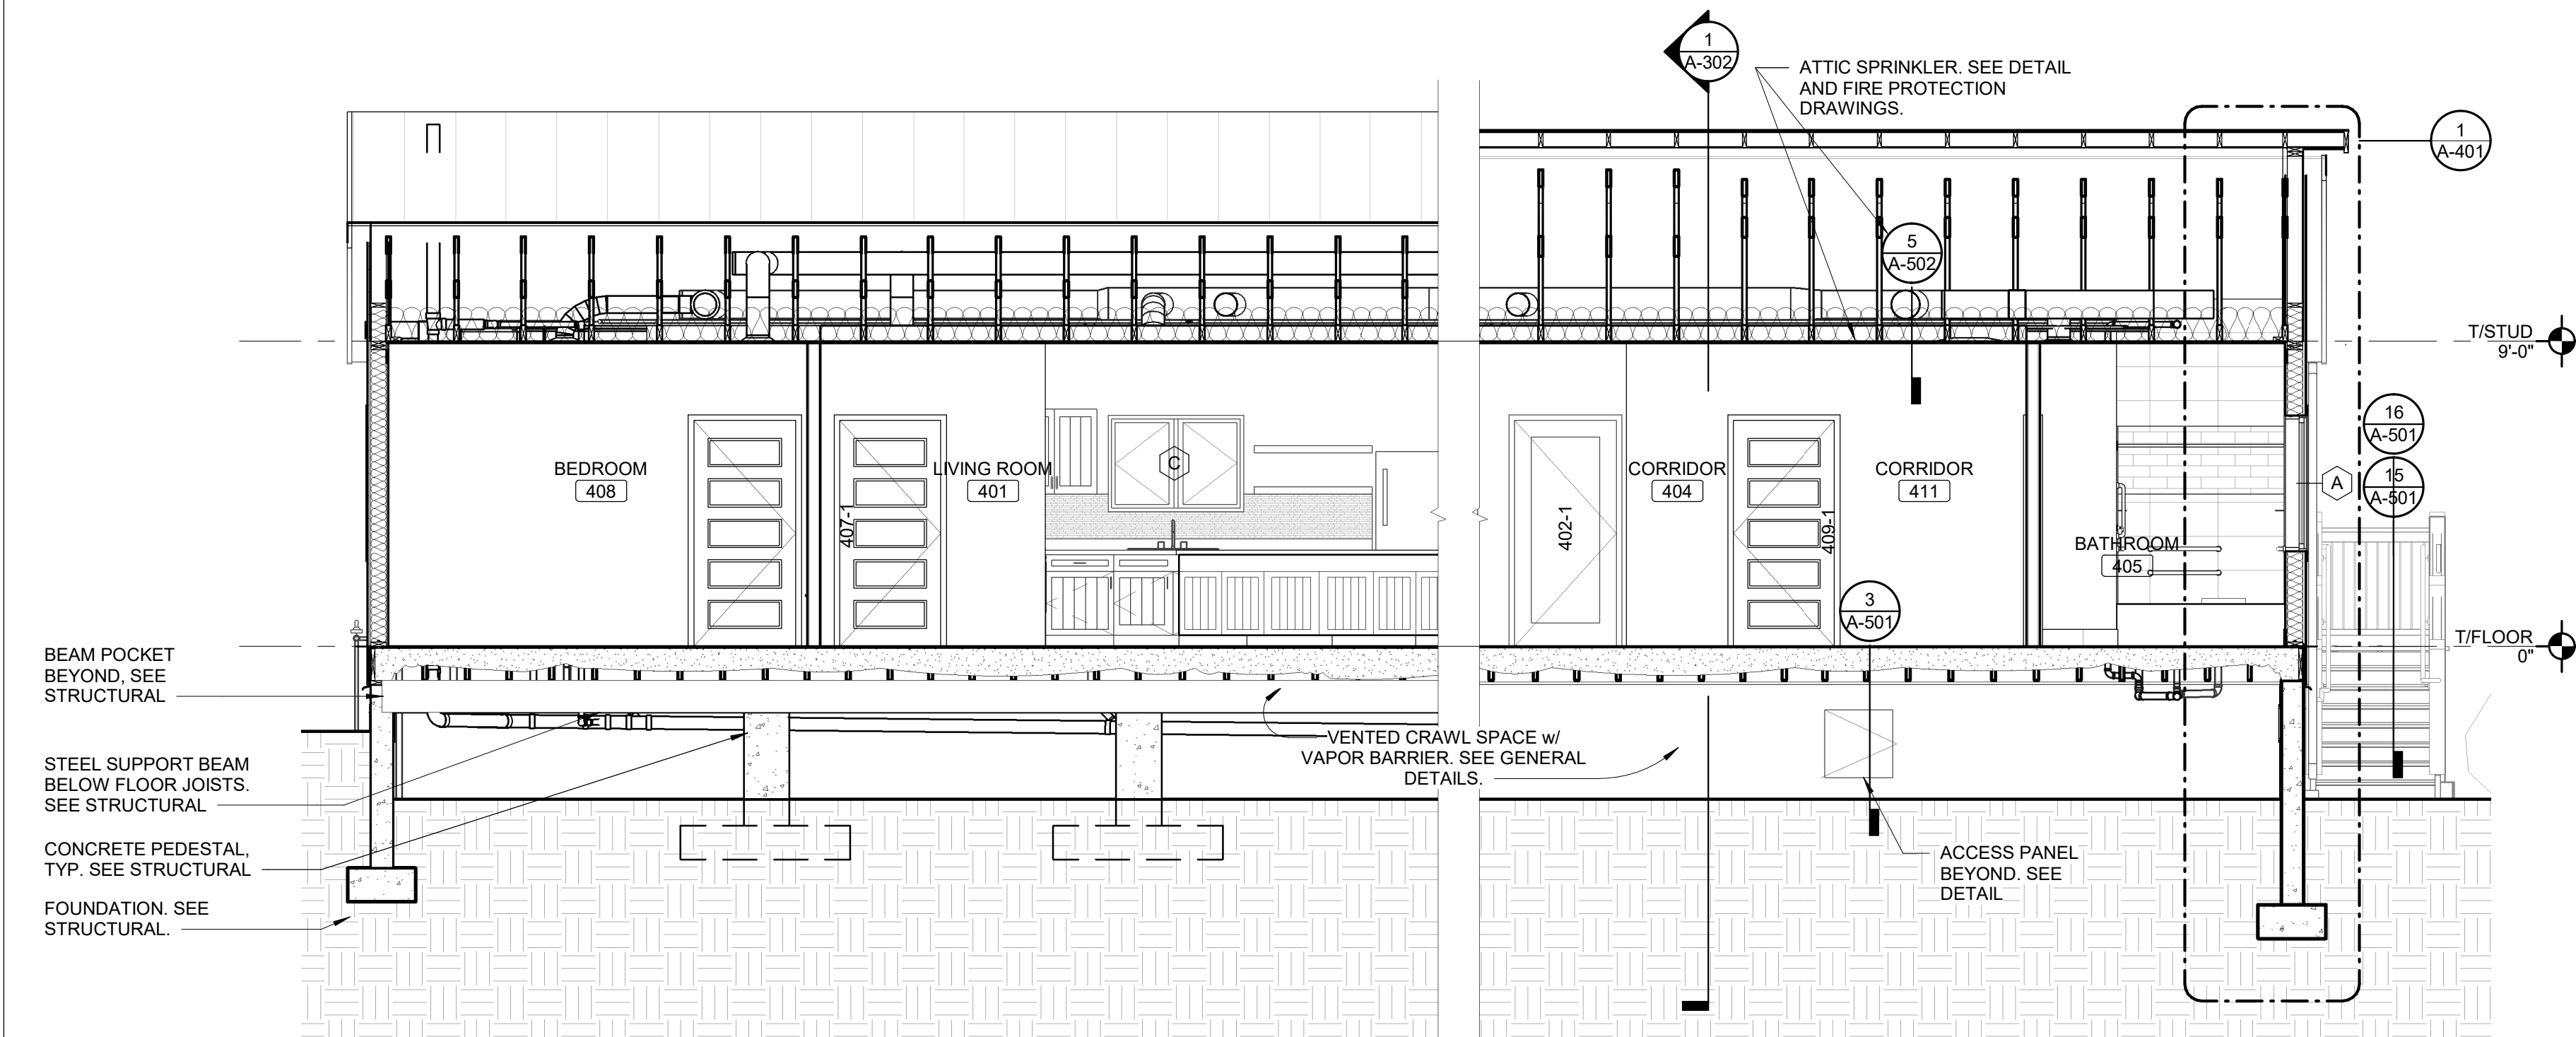 1
A-302
ATTIC SPRINKLER. SEE DETAIL
AND FIRE PROTECTION
DRAWINGS.
1
A-401
5
A-502
T/STUD
9'-0"
16
A-501
15
A-501
BEDROOM
408
407-1
LIVING ROOM
401
C
402-1
CORRIDOR
404
CORRIDOR
411
409-1
A
BATHROOM
405
3
A-501
T/FLOOR
0"
BEAM POCKET
BEYOND, SEE
STRUCTURAL
STEEL SUPPORT BEAM
BELOW FLOOR JOISTS.
SEE STRUCTURAL
CONCRETE PEDESTAL,
TYP. SEE STRUCTURAL
FOUNDATION. SEE
STRUCTURAL.
VENTED CRAWL SPACE w/
VAPOR BARRIER. SEE GENERAL
DETAILS.
ACCESS PANEL
BEYOND. SEE
DETAIL